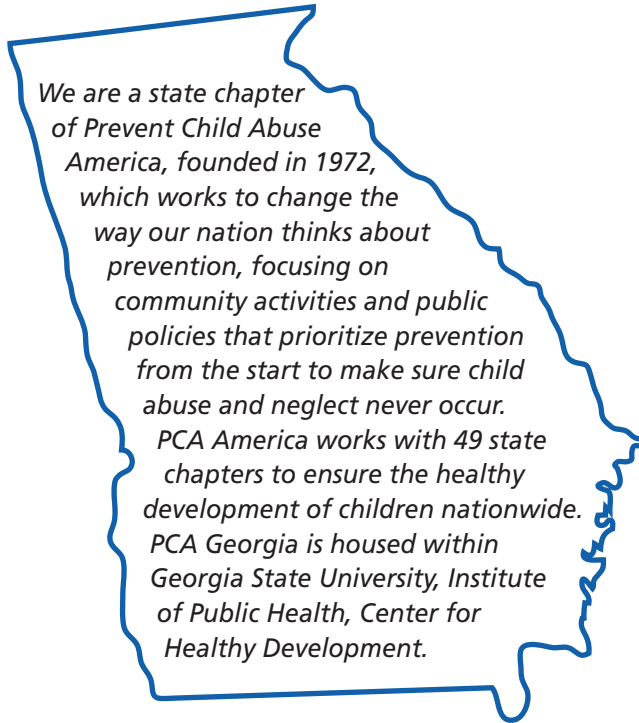 We are a state chapter
of Prevent Child Abuse
America, founded in 1972,
which works to change the
way our nation thinks about
prevention, focusing on
community activities and public
policies that prioritize prevention
from the start to make sure child
abuse and neglect never occur.
PCA America works with 49 state
chapters to ensure the healthy
development of children nationwide.
PCA Georgia is housed within
Georgia State University, Institute
of Public Health, Center for
Healthy Development.